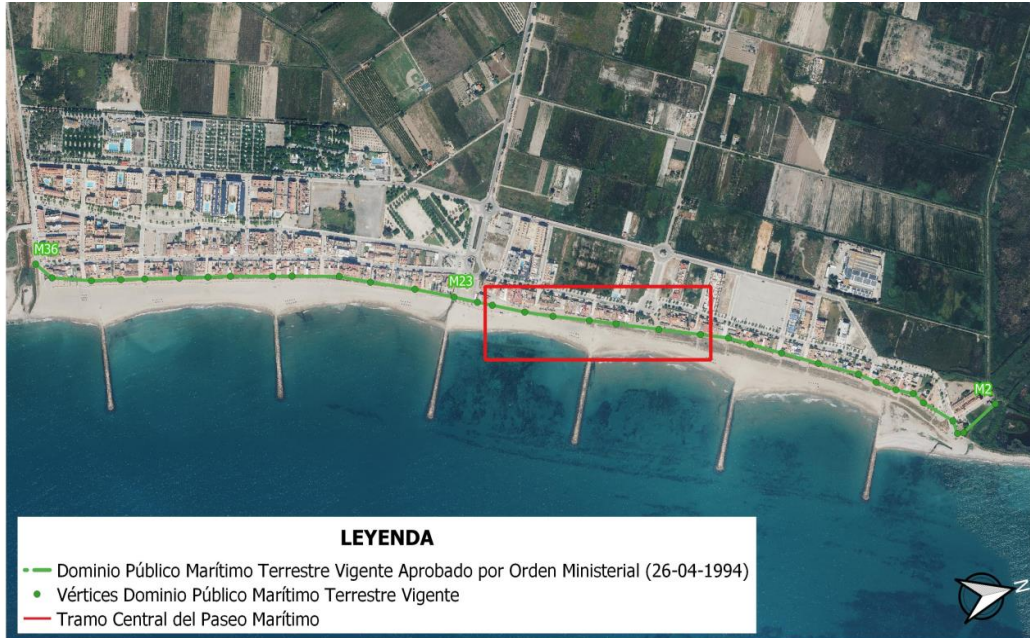 M36
M23
M2
LEYENDA
Dominio Público Marítimo Terrestre Vigente Aprobado por Orden Ministerial (26-04-1994)
Vértices Dominio Público Marítimo Terrestre Vigente
Tramo Central del Paseo Marítimo
N